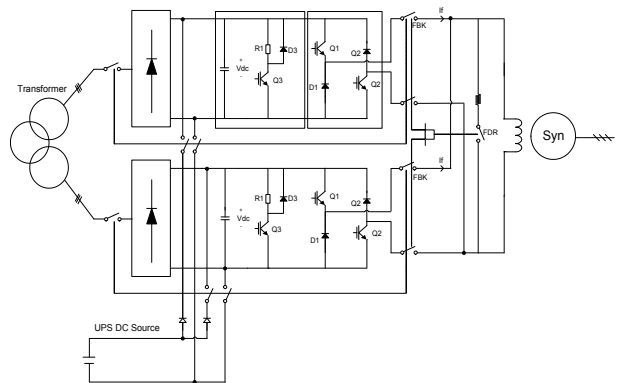 If
FBK
R1
D3
Q1
Q2
+
Vdc
-
Q3
D1
Q2
Transformer
FDR
Syn
If
FBK
R1
D3
Q1
Q2
+
Vdc
-
Q3
D1
Q2
UPS DC Source